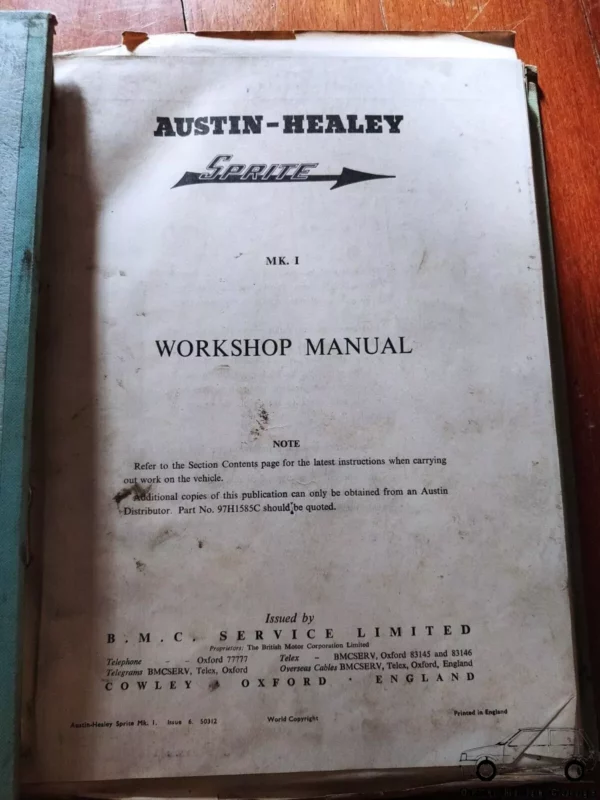 AUSTIN-HEALEY
SPRITE
MK. I
WORKSHOP MANUAL
NOTE
Refer to the Section Contents page for the latest instructions when carrying
out work on the vehicle.
Additional copies of this publication can only be obtained from an Austin
Distributor. Part No. 97H1585C should be quoted.
Issued by
B. M. C. SERVICE LIMITED
Proprietors: The British Motor Corporation Limited
Telephone - - Oxford 77777 Telex - BMCSERV, Oxford 83145 and 83146
Telegrams BMCSERV, Telex, Oxford Overseas Cables BMCSERV, Telex, Oxford, England
COWLEY · OXFORD · ENGLAND
Austin-Healey Sprite Mk. I. Issue 6. 50312 World Copyright Printed in England